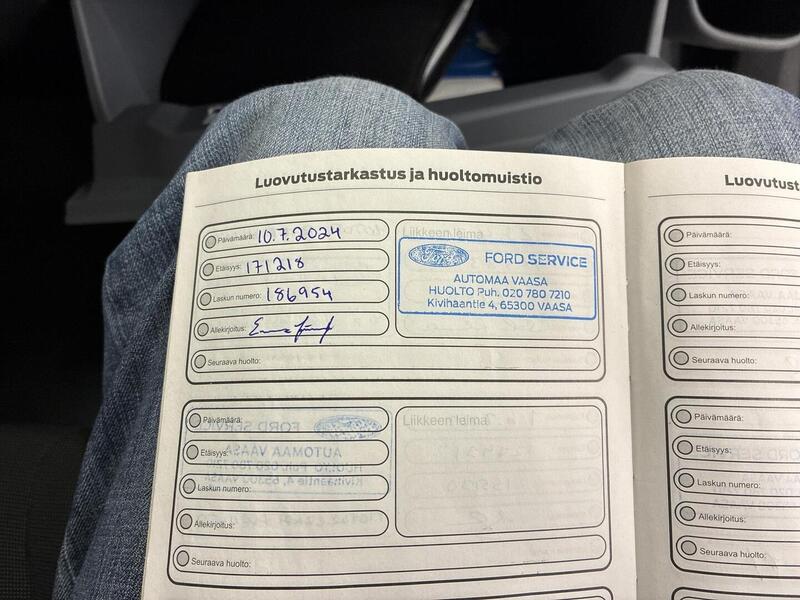 Luovutustarkastus ja huoltomuistio
Päivämäärä: 10.7.2024
Etäisyys: 171218
Laskun numero: 186954
Allekirjoitus:
Seuraava huolto:
Liikkeen leima
Ford FORD SERVICE
AUTOMAA VAASA
HUOLTO Puh. 020 780 7210
Kivihaantie 4, 65300 VAASA
Päivämäärä:
Etäisyys:
Laskun numero:
Allekirjoitus:
Seuraava huolto:
Liikkeen leima
Luovutust
Päivämäärä:
Etäisyys:
Laskun numero:
Allekirjoitus:
Seuraava huolto:
Päivämäärä:
Etäisyys:
Laskun numero:
Allekirjoitus:
Seuraava huolto: